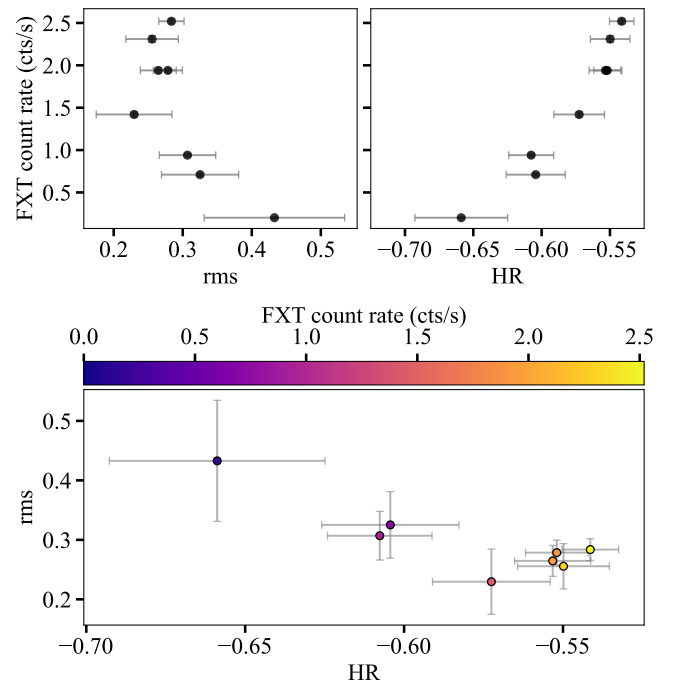 FXT count rate (cts/s)
2.5
2.0
1.5
1.0
0.5
0.2 0.3 0.4 0.5
rms
−0.70 −0.65 −0.60 −0.55
HR
FXT count rate (cts/s)
0.0 0.5 1.0 1.5 2.0 2.5
rms
0.5
0.4
0.3
0.2
−0.70 −0.65 −0.60 −0.55
HR